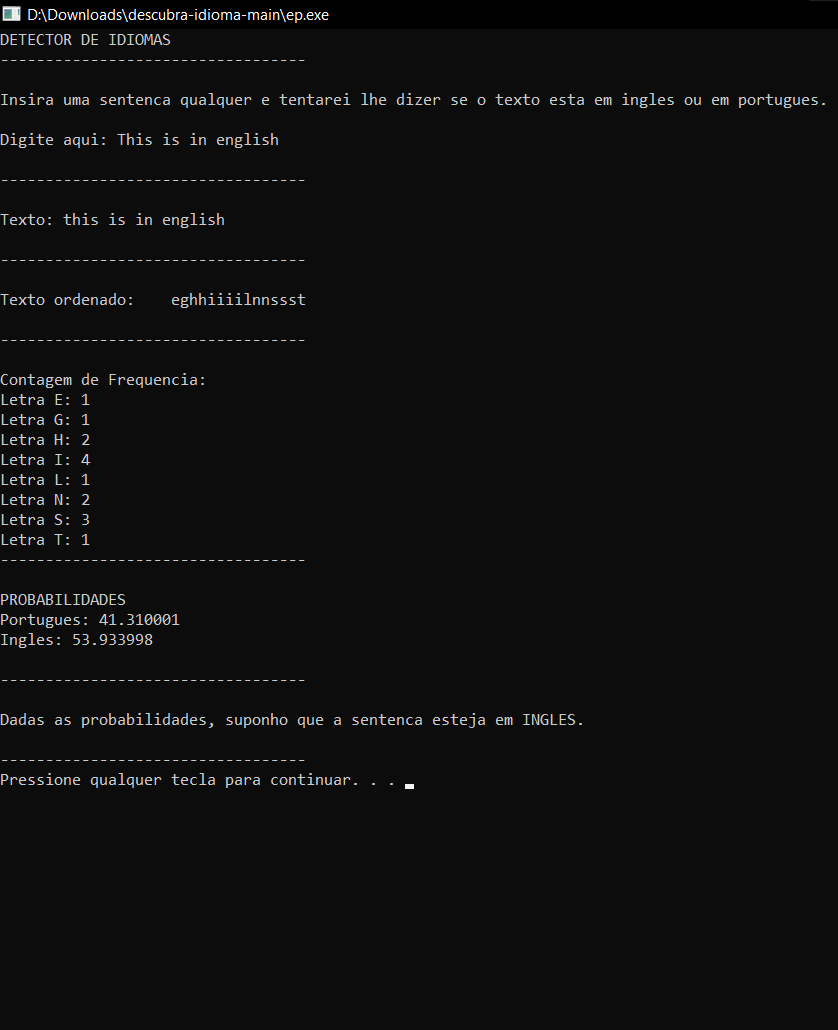 D:\Downloads\descubra-idioma-main\ep.exe
DETECTOR DE IDIOMAS
----------------------------------
Insira uma sentenca qualquer e tentarei lhe dizer se o texto esta em ingles ou em portugues.
Digite aqui: This is in english
----------------------------------
Texto: this is in english
----------------------------------
Texto ordenado:    eghhiiiilnnssst
----------------------------------
Contagem de Frequencia:
Letra E: 1
Letra G: 1
Letra H: 2
Letra I: 4
Letra L: 1
Letra N: 2
Letra S: 3
Letra T: 1
----------------------------------
PROBABILIDADES
Portugues: 41.310001
Ingles: 53.933998
----------------------------------
Dadas as probabilidades, suponho que a sentenca esteja em INGLES.
----------------------------------
Pressione qualquer tecla para continuar. . .